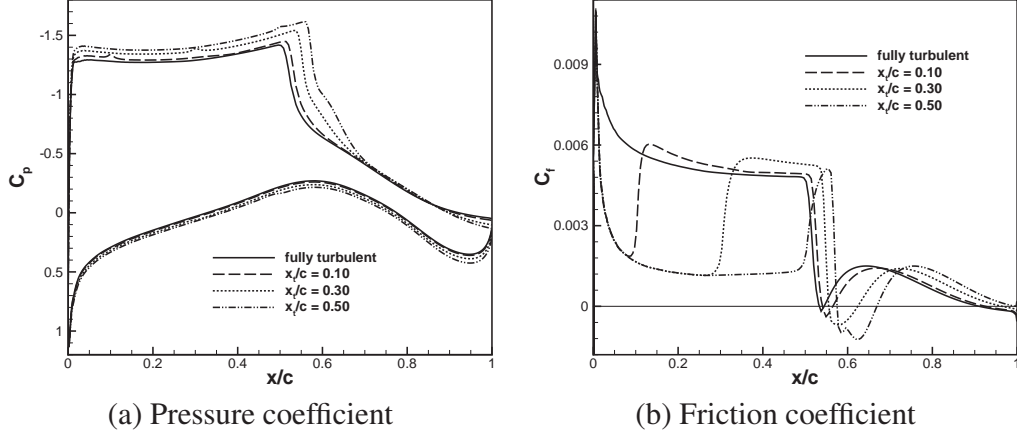 -1.5
-1
-0.5
0
0.5
1
C_p
0
0.2
0.4
0.6
0.8
1
x/c
fully turbulent
x_t/c = 0.10
x_t/c = 0.30
x_t/c = 0.50
(a) Pressure coefficient
0.009
0.006
0.003
0
C_f
0
0.2
0.4
0.6
0.8
1
x/c
fully turbulent
x_t/c = 0.10
x_t/c = 0.30
x_t/c = 0.50
(b) Friction coefficient